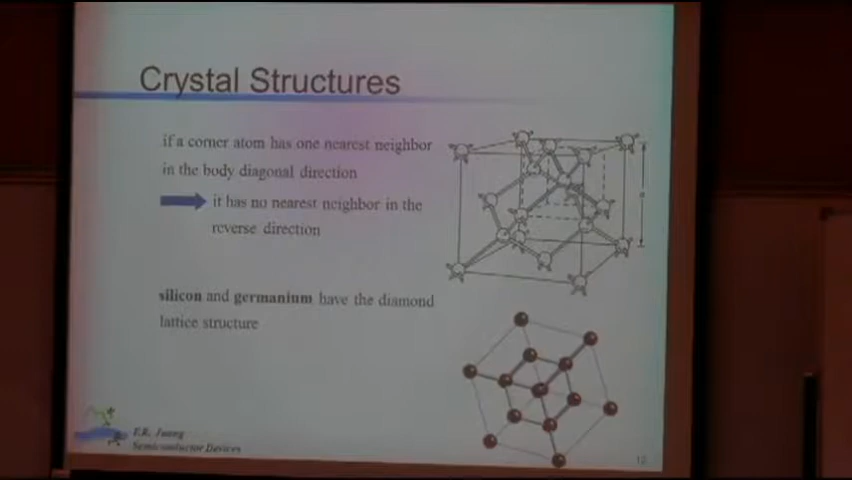 Crystal Structures
if a corner atom has one nearest neighbor
in the body diagonal direction
it has no nearest neighbor in the
reverse direction
silicon and germanium have the diamond
lattice structure
Semiconductor Devices